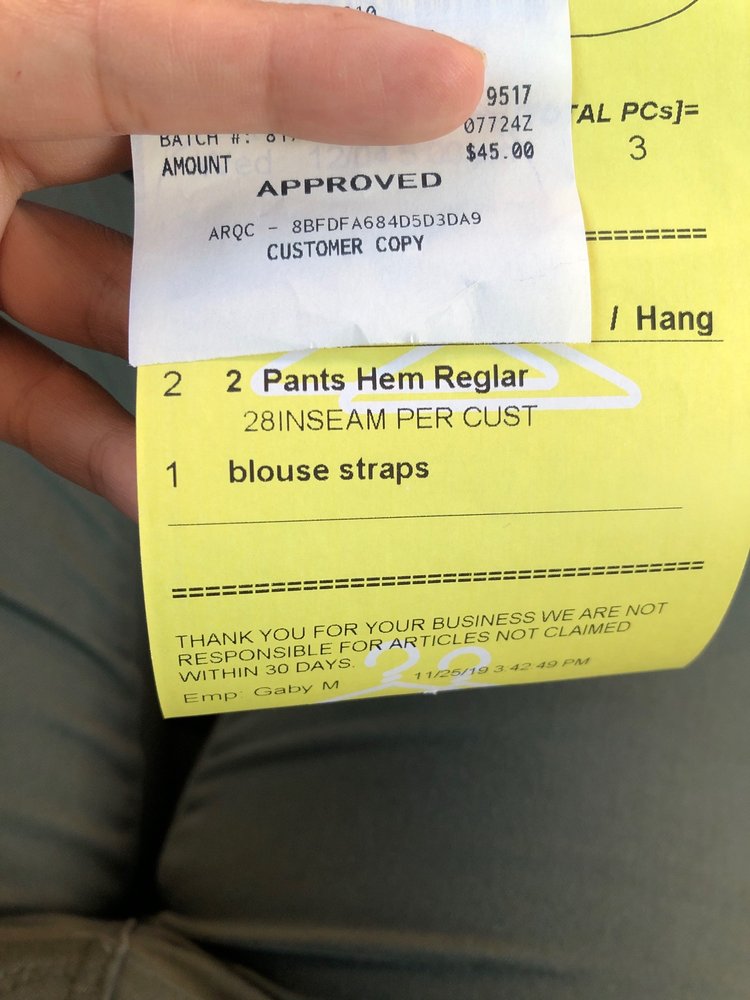 9517
07724Z
BATCH #:
AMOUNT $45.00
APPROVED
ARQC - 8BFDFA684D5D3DA9
CUSTOMER COPY
PCs]=
3
==========
/ Hang
2 2 Pants Hem Reglar
28INSEAM PER CUST
1 blouse straps
==========================================
THANK YOU FOR YOUR BUSINESS WE ARE NOT
RESPONSIBLE FOR ARTICLES NOT CLAIMED
WITHIN 30 DAYS.
Emp: Gaby M 11/25/19 3:42:49 PM